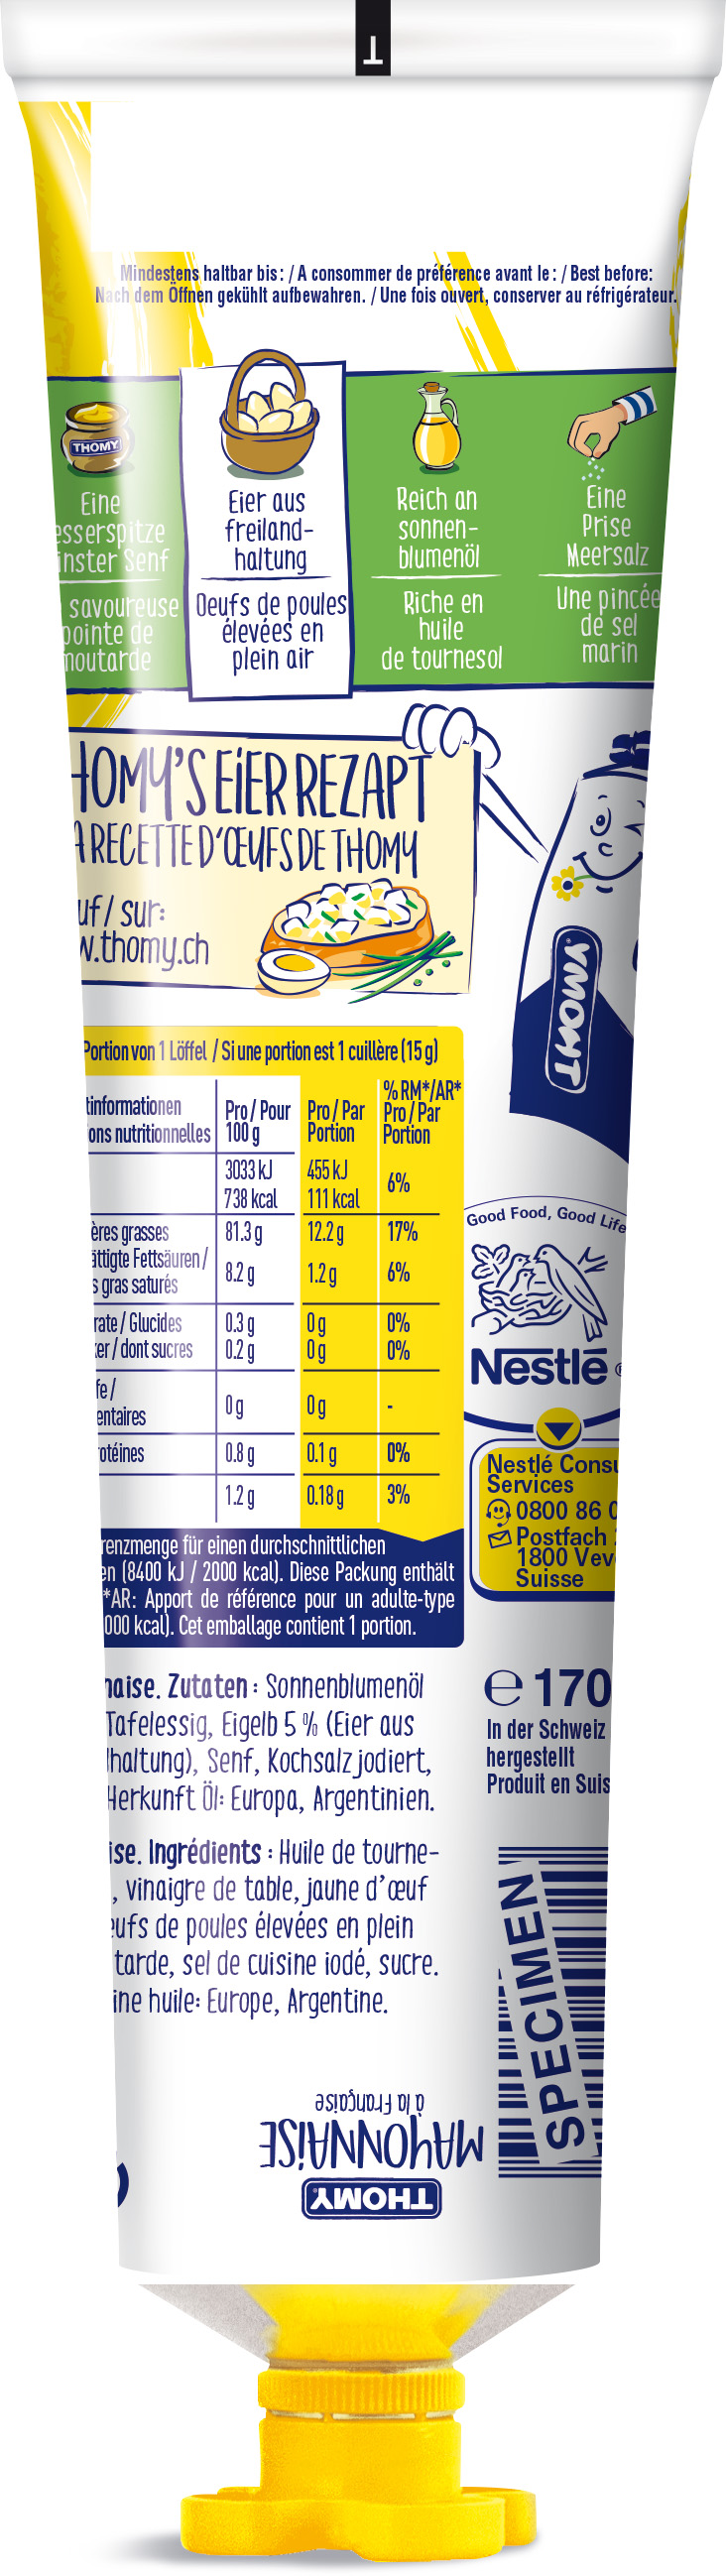 T
Mindestens haltbar bis: / A consommer de préférence avant le: / Best before:
Nach dem Öffnen gekühlt aufbewahren. / Une fois ouvert, conserver au réfrigérateur.
THOMY
Eine
esserspitze
inster Senf
savoureuse
pointe de
moutarde
Eier aus
freiland-
haltung
Oeufs de poules
élevées en
plein air
Reich an
sonnen-
blumenöl
Riche en
huile
de tournesol
Eine
Prise
Meersalz
Une pincée
de sel
marin
HOMY'S EiER REZAPT
A RECETTE D'ŒUFS DE THOMY
uf / sur:
w.thomy.ch
THOMY
Portion von 1 Löffel / Si une portion est 1 cuillère (15 g)
tinformationen
ons nutritionnelles
Pro / Pour
100 g
Pro / Par
Portion
% RM*/AR*
Pro / Par
Portion
3033 kJ 455 kJ
738 kcal 111 kcal 6%
ères grasses 81.3 g 12.2 g 17%
ättigte Fettsäuren /
s gras saturés 8.2 g 1.2 g 6%
rate / Glucides 0.3 g 0 g 0%
er / dont sucres 0.2 g 0 g 0%
fe /
entaires 0 g 0 g -
otéines 0.8 g 0.1 g 0%
1.2 g 0.18 g 3%
renzmenge für einen durchschnittlichen
en (8400 kJ / 2000 kcal). Diese Packung enthält
*AR: Apport de référence pour un adulte-type
000 kcal). Cet emballage contient 1 portion.
Good Food, Good Life
Nestlé
Nestlé Consu
Services
0800 86 0
Postfach
1800 Vev
Suisse
naise. Zutaten : Sonnenblumenöl
Tafelessig, Eigelb 5 % (Eier aus
haltung), Senf, Kochsalz jodiert,
Herkunft Öl: Europa, Argentinien.
ise. Ingrédients : Huile de tourne-
, vinaigre de table, jaune d'œuf
eufs de poules élevées en plein
tarde, sel de cuisine iodé, sucre.
ine huile: Europe, Argentine.
e 170
In der Schweiz
hergestellt
Produit en Suis
SPECIMEN
THOMY
MAYONNAiSE
à la Française